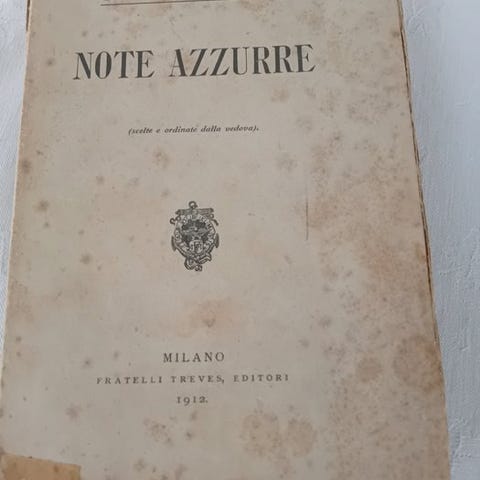 NOTE AZZURRE
(scelte e ordinate dalla vedova).
MILANO
FRATELLI TREVES, EDITORI
1912.